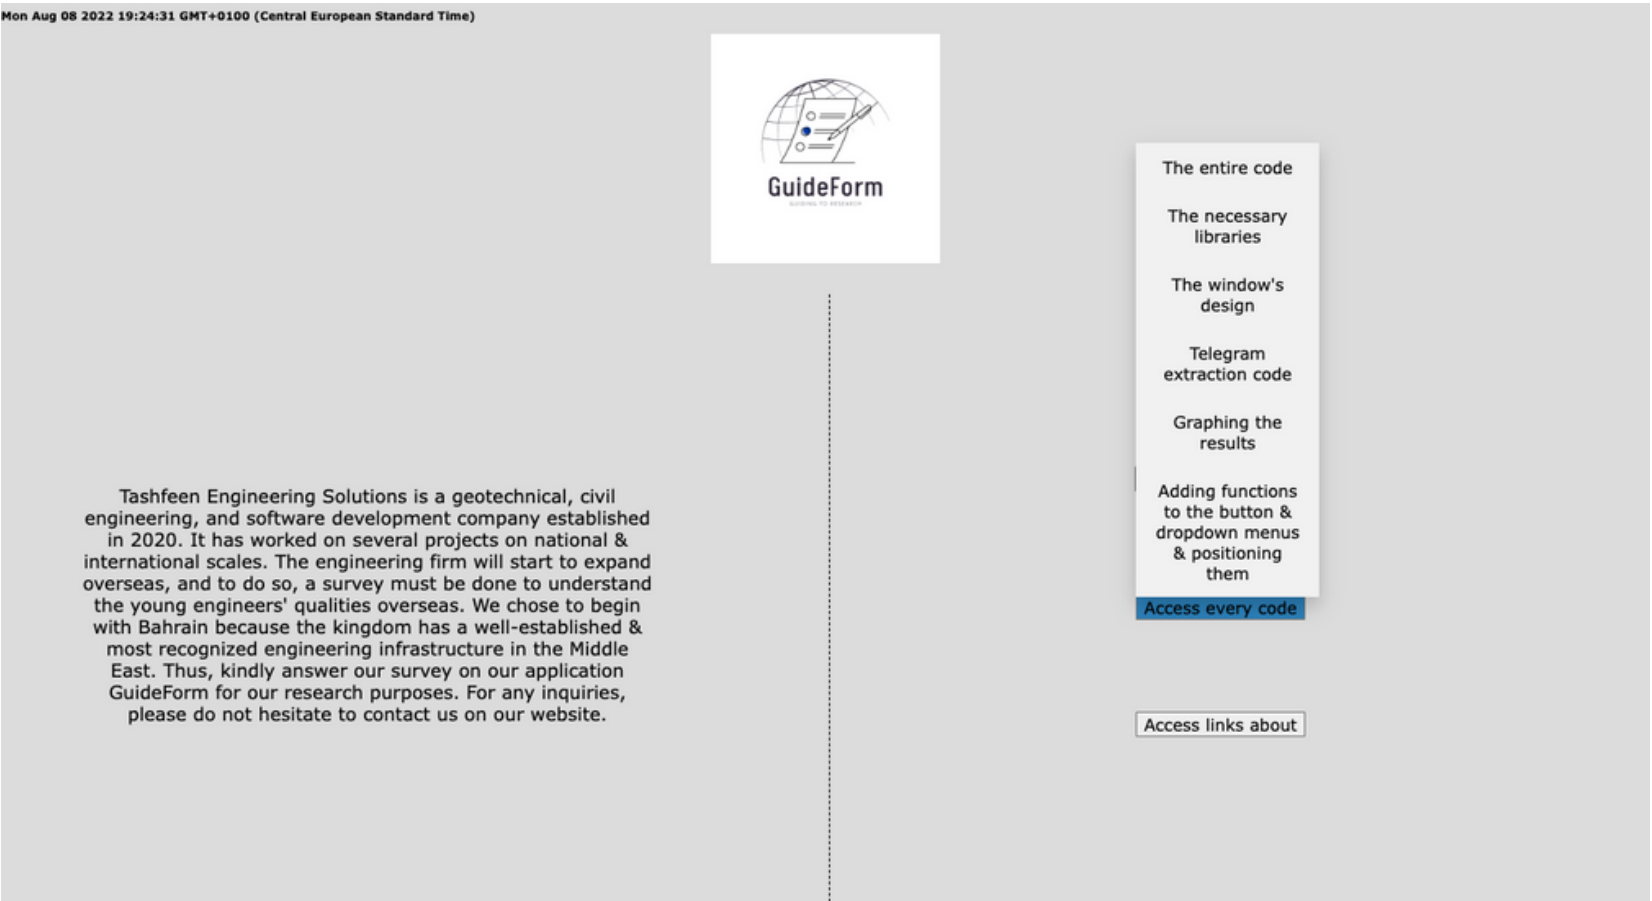 Mon Aug 08 2022 19:24:31 GMT+0100 (Central European Standard Time)
GuideForm
GUIDING TO RESEARCH
Tashfeen Engineering Solutions is a geotechnical, civil
engineering, and software development company established
in 2020. It has worked on several projects on national &
international scales. The engineering firm will start to expand
overseas, and to do so, a survey must be done to understand
the young engineers' qualities overseas. We chose to begin
with Bahrain because the kingdom has a well-established &
most recognized engineering infrastructure in the Middle
East. Thus, kindly answer our survey on our application
GuideForm for our research purposes. For any inquiries,
please do not hesitate to contact us on our website.
The entire code
The necessary
libraries
The window's
design
Telegram
extraction code
Graphing the
results
Adding functions
to the button &
dropdown menus
& positioning
them
Access every code
Access links about